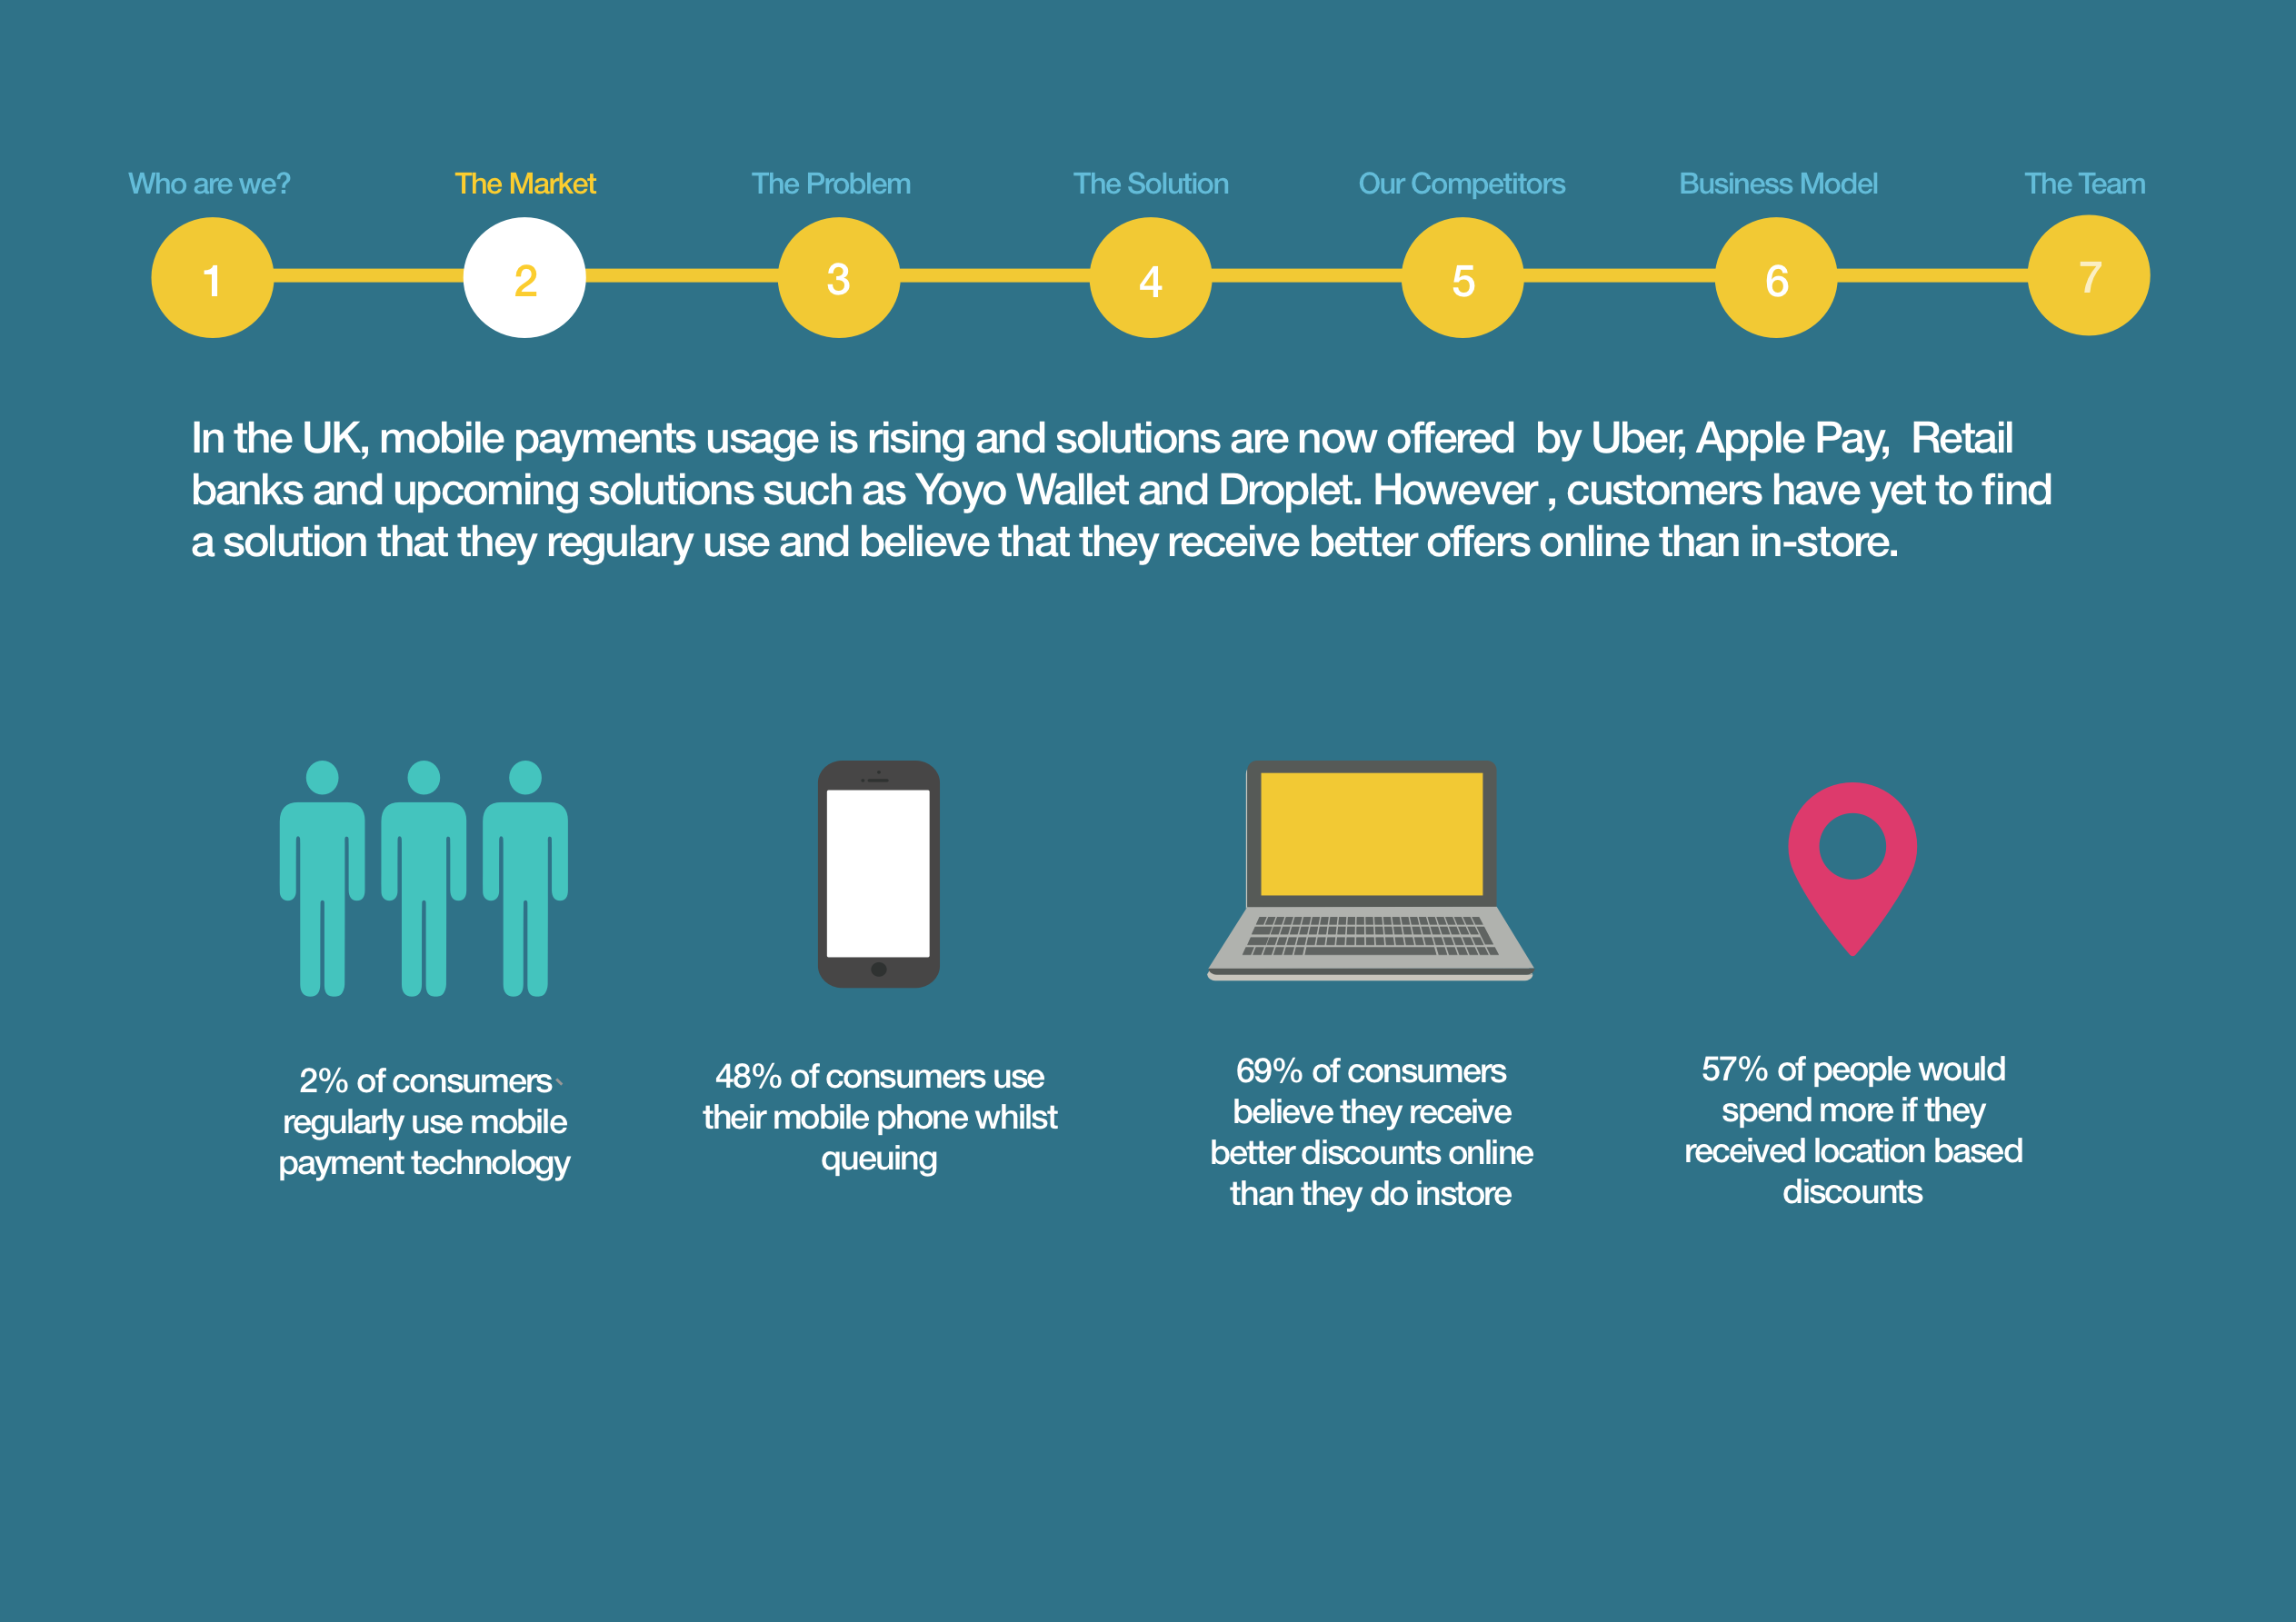 Who are we?
The Market
The Problem
The Solution
Our Competitors
Business Model
The Team
1
2
3
4
5
6
7
In the UK, mobile payments usage is rising and solutions are now offered  by Uber, Apple Pay,  Retail
banks and upcoming solutions such as Yoyo Wallet and Droplet. However , customers have yet to find
a solution that they regulary use and believe that they receive better offers online than in-store.
2% of consumers`
regularly use mobile
payment technology
48% of consumers use
their mobile phone whilst
queuing
69% of consumers
believe they receive
better discounts online
than they do instore
57% of people would
spend more if they
received location based
discounts